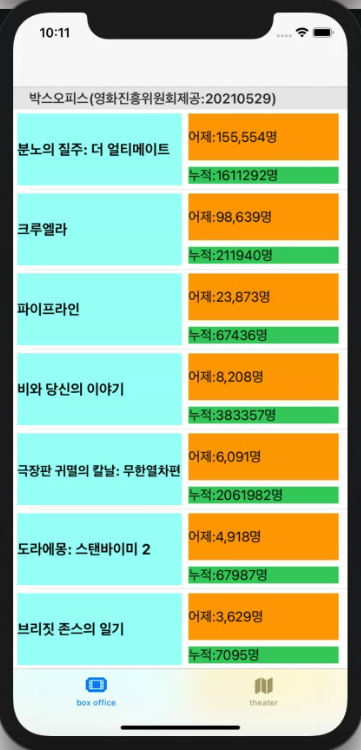 10:11
박스오피스(영화진흥위원회제공:20210529)
분노의 질주: 더 얼티메이트
어제:155,554명
누적:1611292명
크루엘라
어제:98,639명
누적:211940명
파이프라인
어제:23,873명
누적:67436명
비와 당신의 이야기
어제:8,208명
누적:383357명
극장판 귀멸의 칼날: 무한열차편
어제:6,091명
누적:2061982명
도라에몽: 스탠바이미 2
어제:4,918명
누적:67987명
브리짓 존스의 일기
어제:3,629명
누적:7095명
box office
theater